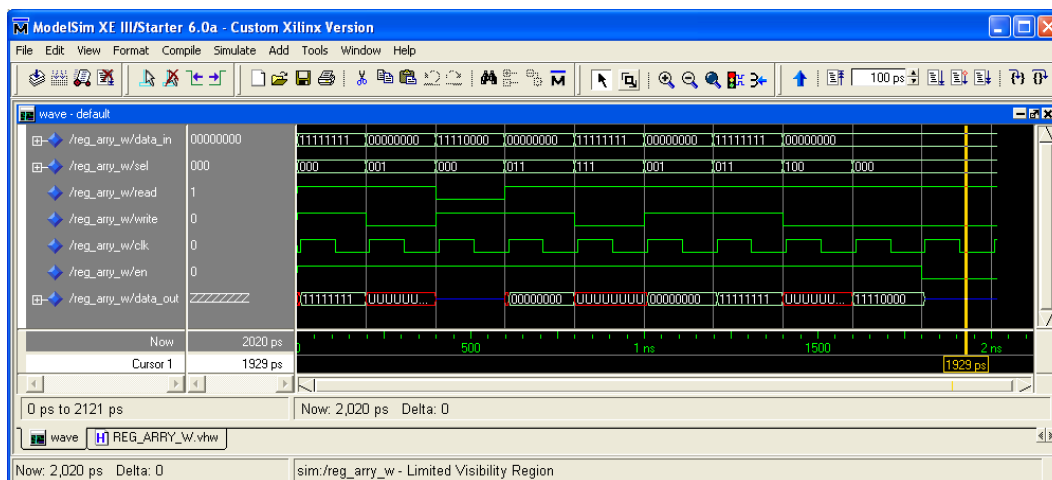 ModelSim XE III/Starter 6.0a - Custom Xilinx Version
File Edit View Format Compile Simulate Add Tools Window Help
100 ps
wave - default
/reg_arry_w/data_in 00000000 11111111 00000000 11110000 00000000 11111111 00000000 11111111 00000000
/reg_arry_w/sel 000 000 001 000 011 111 001 011 100 000
/reg_arry_w/read 1
/reg_arry_w/write 0
/reg_arry_w/clk 0
/reg_arry_w/en 0
/reg_arry_w/data_out ZZZZZZZZ 11111111 UUUUUU... 00000000 UUUUUUUU 00000000 11111111 UUUUUU... 11110000
Now 2020 ps 500 1 ns 1500 2 ns
Cursor 1 1929 ps 1929 ps
0 ps to 2121 ps Now: 2,020 ps Delta: 0
wave REG_ARRY_W.vhw
Now: 2,020 ps Delta: 0 sim:/reg_arry_w - Limited Visibility Region